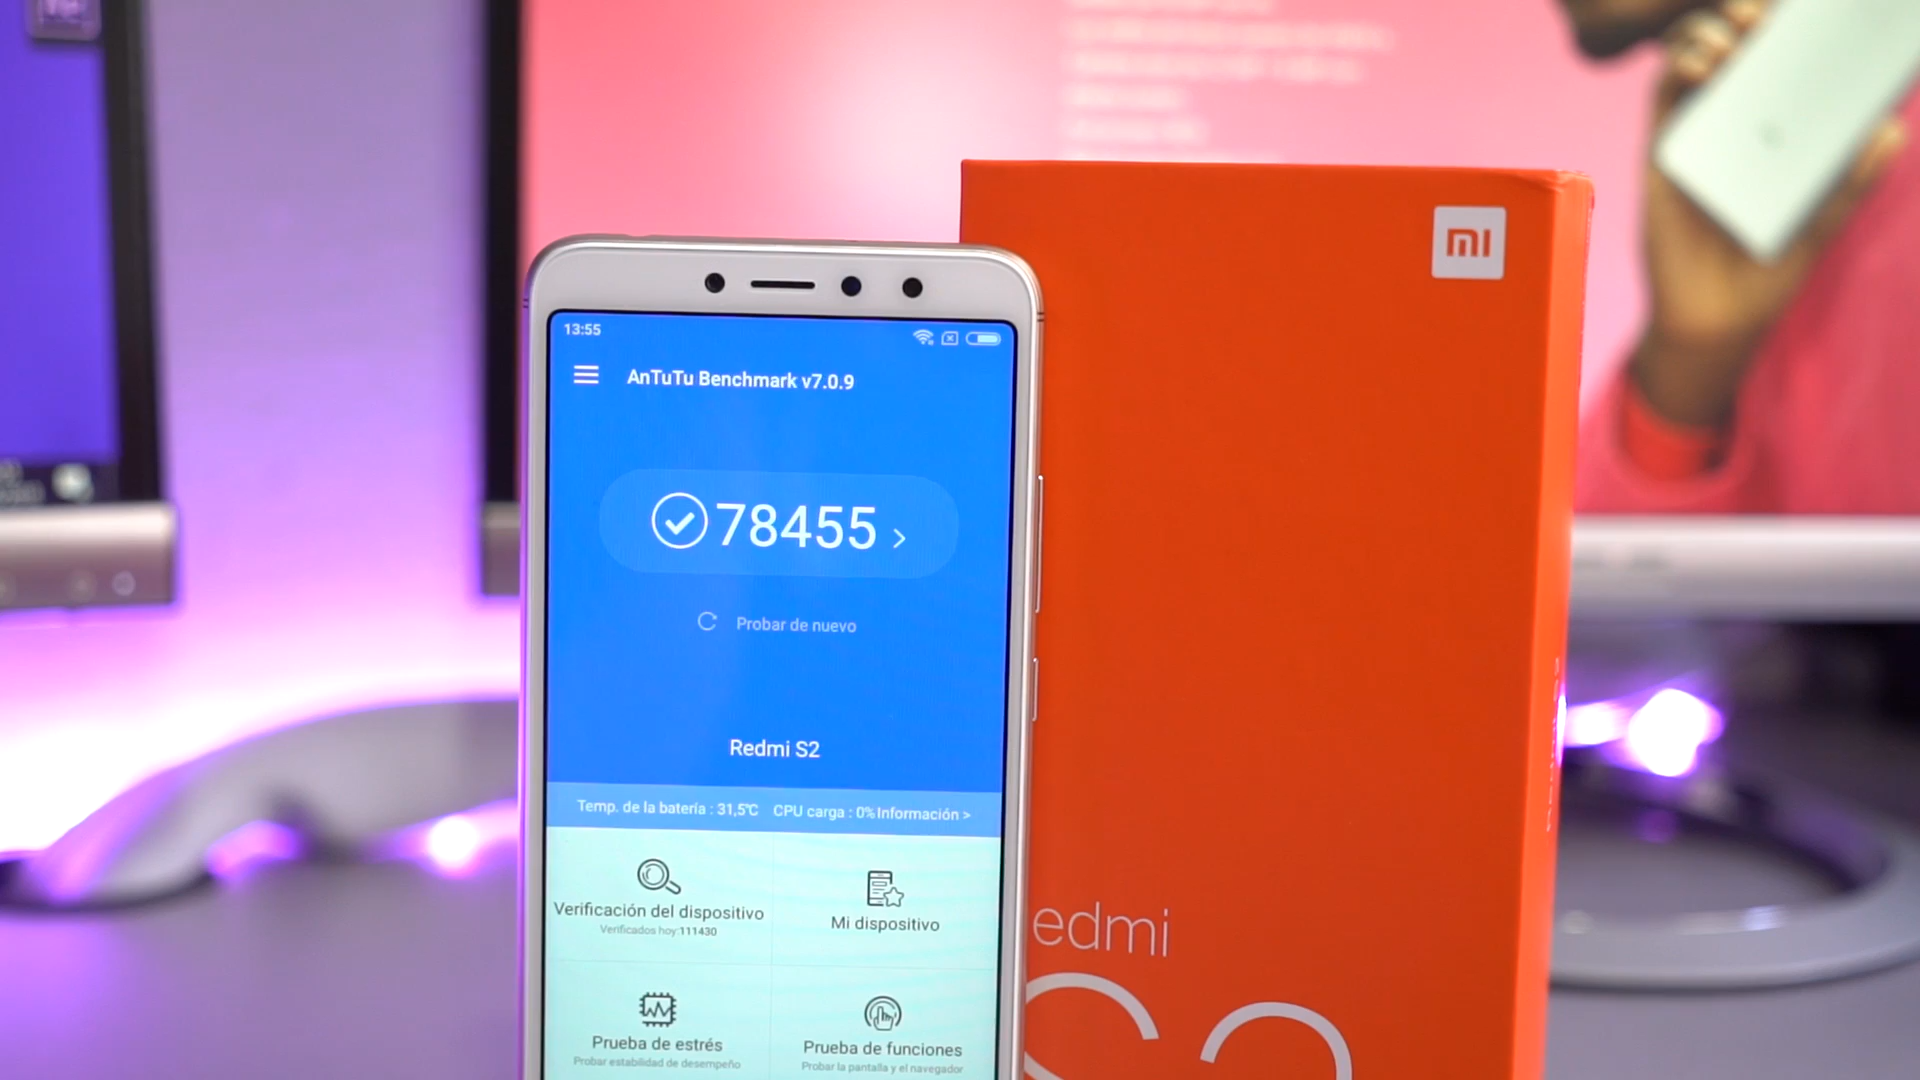 mi
13:55
AnTuTu Benchmark v7.0.9
78455 >
Probar de nuevo
Redmi S2
Temp. de la batería : 31,5℃ CPU carga : 0% Información >
Verificación del dispositivo
Verificados hoy:111430
Mi dispositivo
Prueba de estrés
Probar estabilidad de desempeño
Prueba de funciones
Probar la pantalla y el navegador
edmi
S2